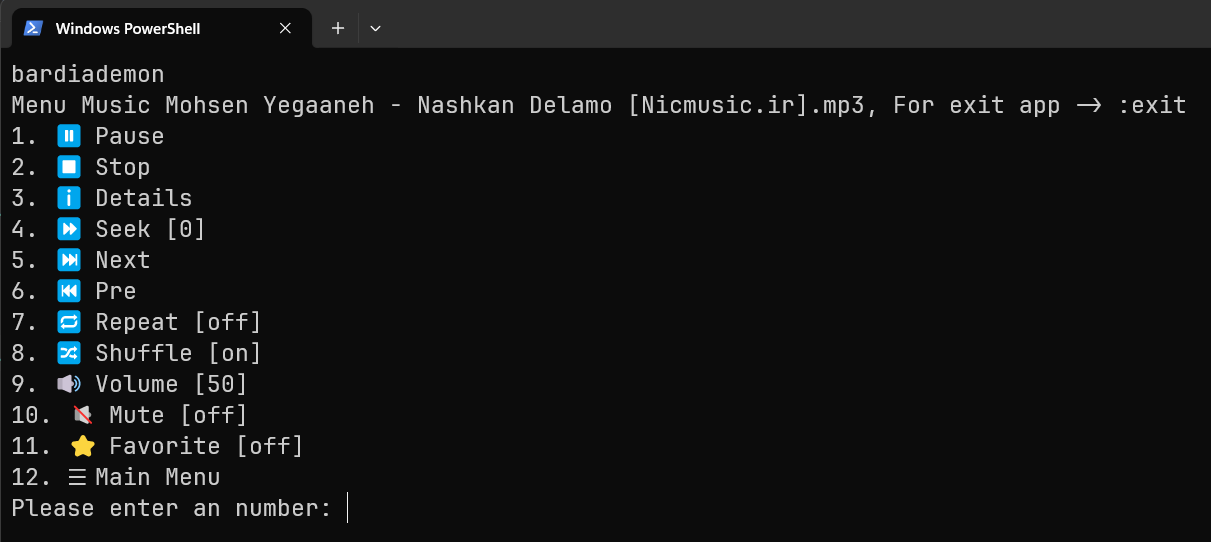 Windows PowerShell
bardiademon
Menu Music Mohsen Yegaaneh - Nashkan Delamo [Nicmusic.ir].mp3, For exit app -> :exit
1. ⏸ Pause
2. ⏹ Stop
3. ℹ Details
4. ⏩ Seek [0]
5. ⏭ Next
6. ⏮ Pre
7. 🔁 Repeat [off]
8. 🔀 Shuffle [on]
9. 🔊 Volume [50]
10. 🔇 Mute [off]
11. ⭐ Favorite [off]
12. ☰ Main Menu
Please enter an number: